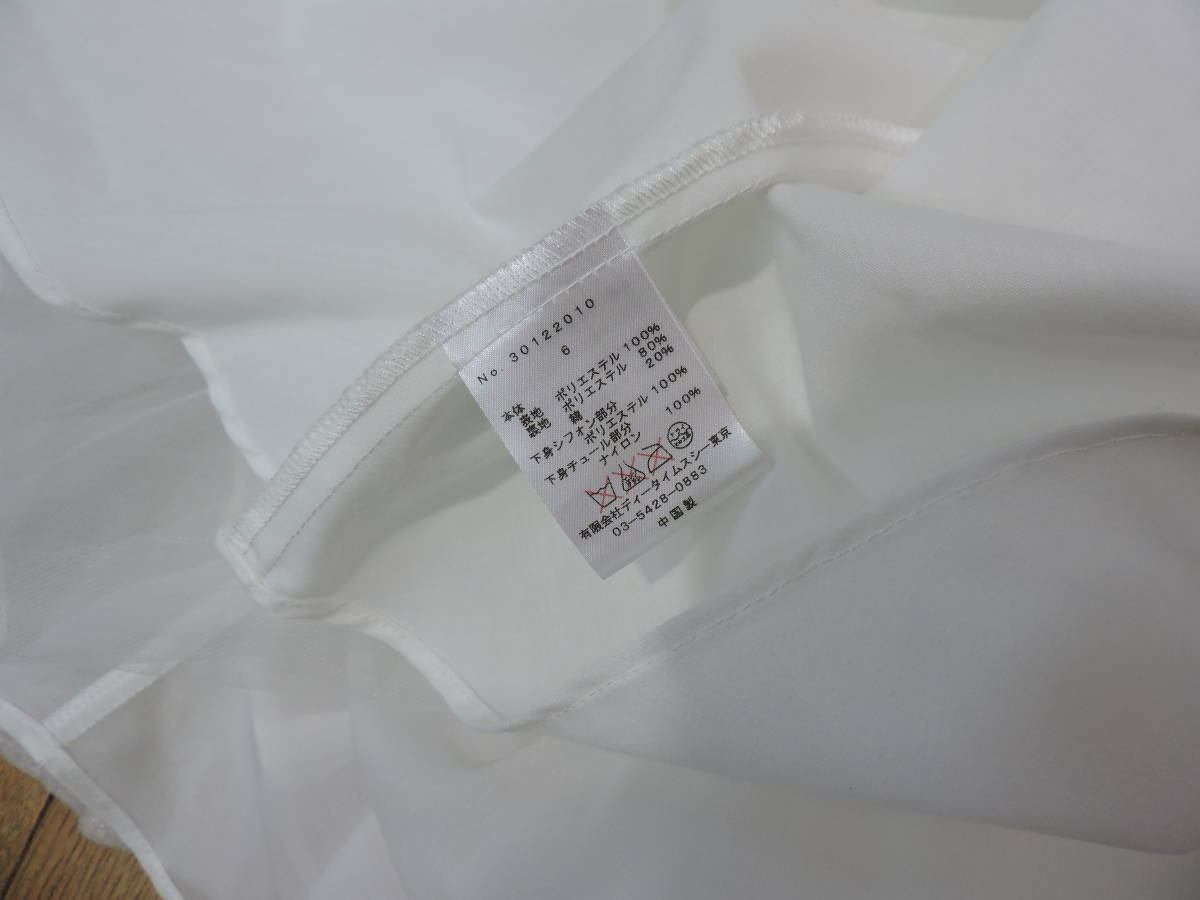 No. 30122010
6
本体
表地 ポリエステル 100%
裏地 ポリエステル 80%
綿 20%
下身シフォン部分
ポリエステル 100%
下身チュール部分
ナイロン 100%
有限会社ディータイムスシー東京
03-5428-0883
中国製